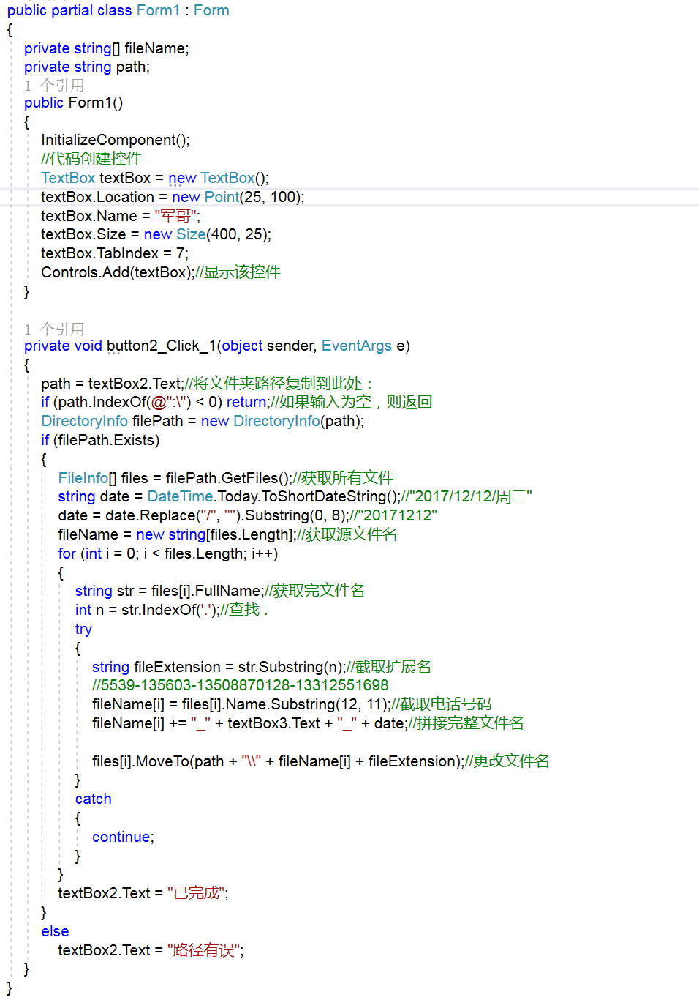 public partial class Form1 : Form
{
private string[] fileName;
private string path;
1 个引用
public Form1()
{
InitializeComponent();
//代码创建控件
TextBox textBox = new TextBox();
textBox.Location = new Point(25, 100);
textBox.Name = "军哥";
textBox.Size = new Size(400, 25);
textBox.TabIndex = 7;
Controls.Add(textBox);//显示该控件
}
1 个引用
private void button2_Click_1(object sender, EventArgs e)
{
path = textBox2.Text;//将文件夹路径复制到此处：
if (path.IndexOf(@":\") < 0) return;//如果输入为空，则返回
DirectoryInfo filePath = new DirectoryInfo(path);
if (filePath.Exists)
{
FileInfo[] files = filePath.GetFiles();//获取所有文件
string date = DateTime.Today.ToShortDateString();//"2017/12/12/周二"
date = date.Replace("/", "").Substring(0, 8);//"20171212"
fileName = new string[files.Length];//获取源文件名
for (int i = 0; i < files.Length; i++)
{
string str = files[i].FullName;//获取完文件名
int n = str.IndexOf('.');//查找 .
try
{
string fileExtension = str.Substring(n);//截取扩展名
//5539-135603-13508870128-13312551698
fileName[i] = files[i].Name.Substring(12, 11);//截取电话号码
fileName[i] += "_" + textBox3.Text + "_" + date;//拼接完整文件名
files[i].MoveTo(path + "\\" + fileName[i] + fileExtension);//更改文件名
}
catch
{
continue;
}
}
textBox2.Text = "已完成";
}
else
textBox2.Text = "路径有误";
}
}